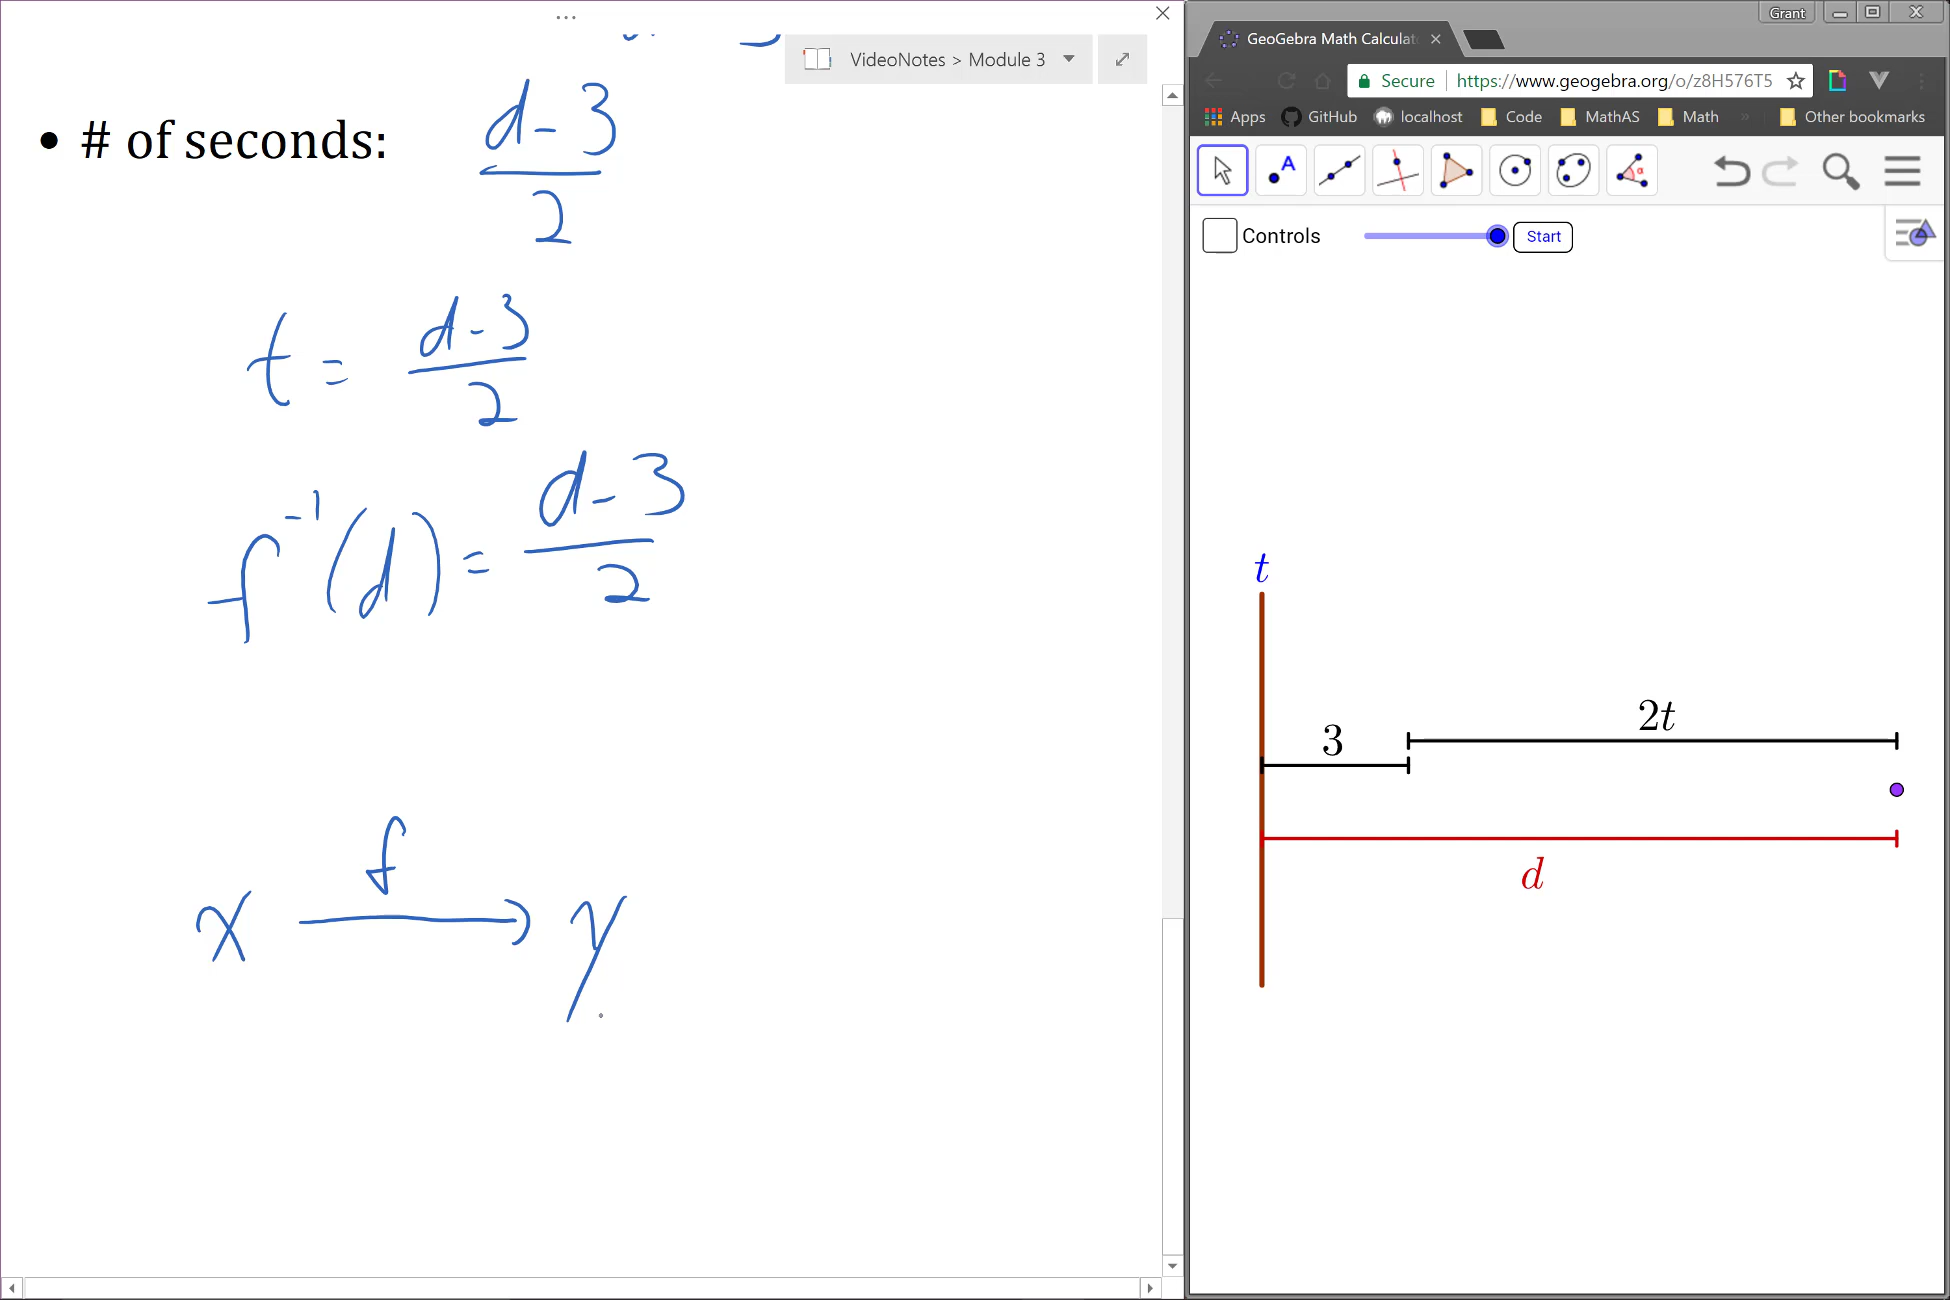 VideoNotes > Module 3
• # of seconds: d - 3
2
t = d - 3
2
f⁻¹(d) = d - 3
2
f
x → y
Grant
GeoGebra Math Calculat
Secure https://www.geogebra.org/o/z8H576T5
Apps GitHub localhost Code MathAS Math » Other bookmarks
A
α
Controls Start
t
2t
3
d